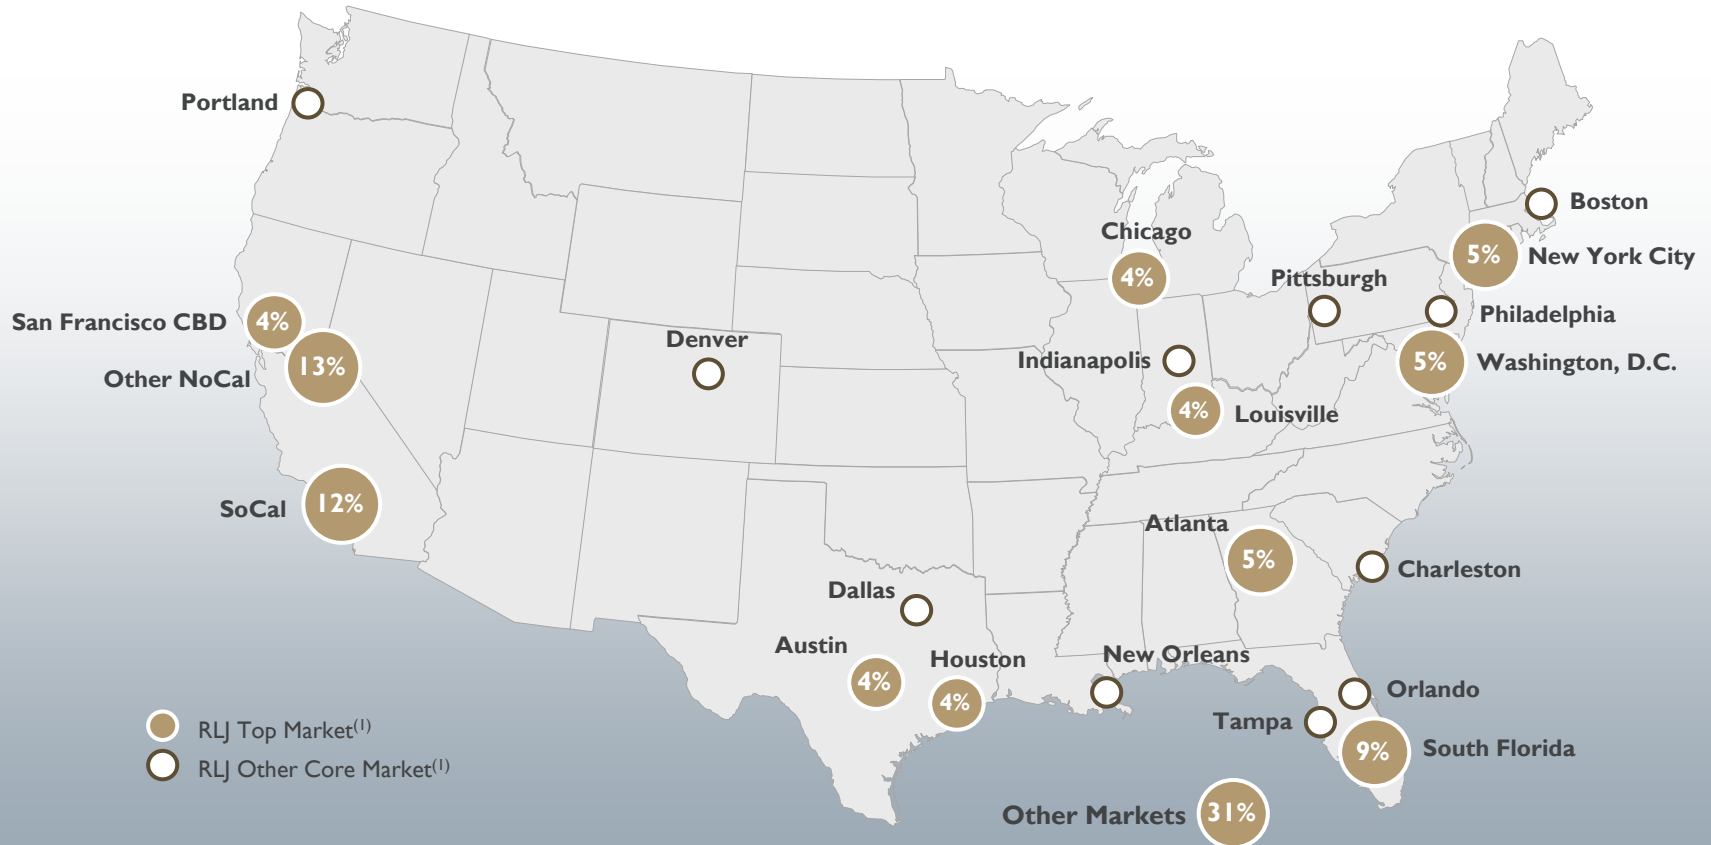 Portland
Boston
Chicago
4%
5%
New York City
Pittsburgh
Philadelphia
San Francisco CBD
4%
Denver
Indianapolis
5%
Washington, D.C.
Other NoCal
13%
4%
Louisville
SoCal
12%
Atlanta
5%
Charleston
Dallas
Austin
4%
Houston
4%
New Orleans
Orlando
Tampa
9%
South Florida
RLJ Top Market(1)
RLJ Other Core Market(1)
Other Markets
31%